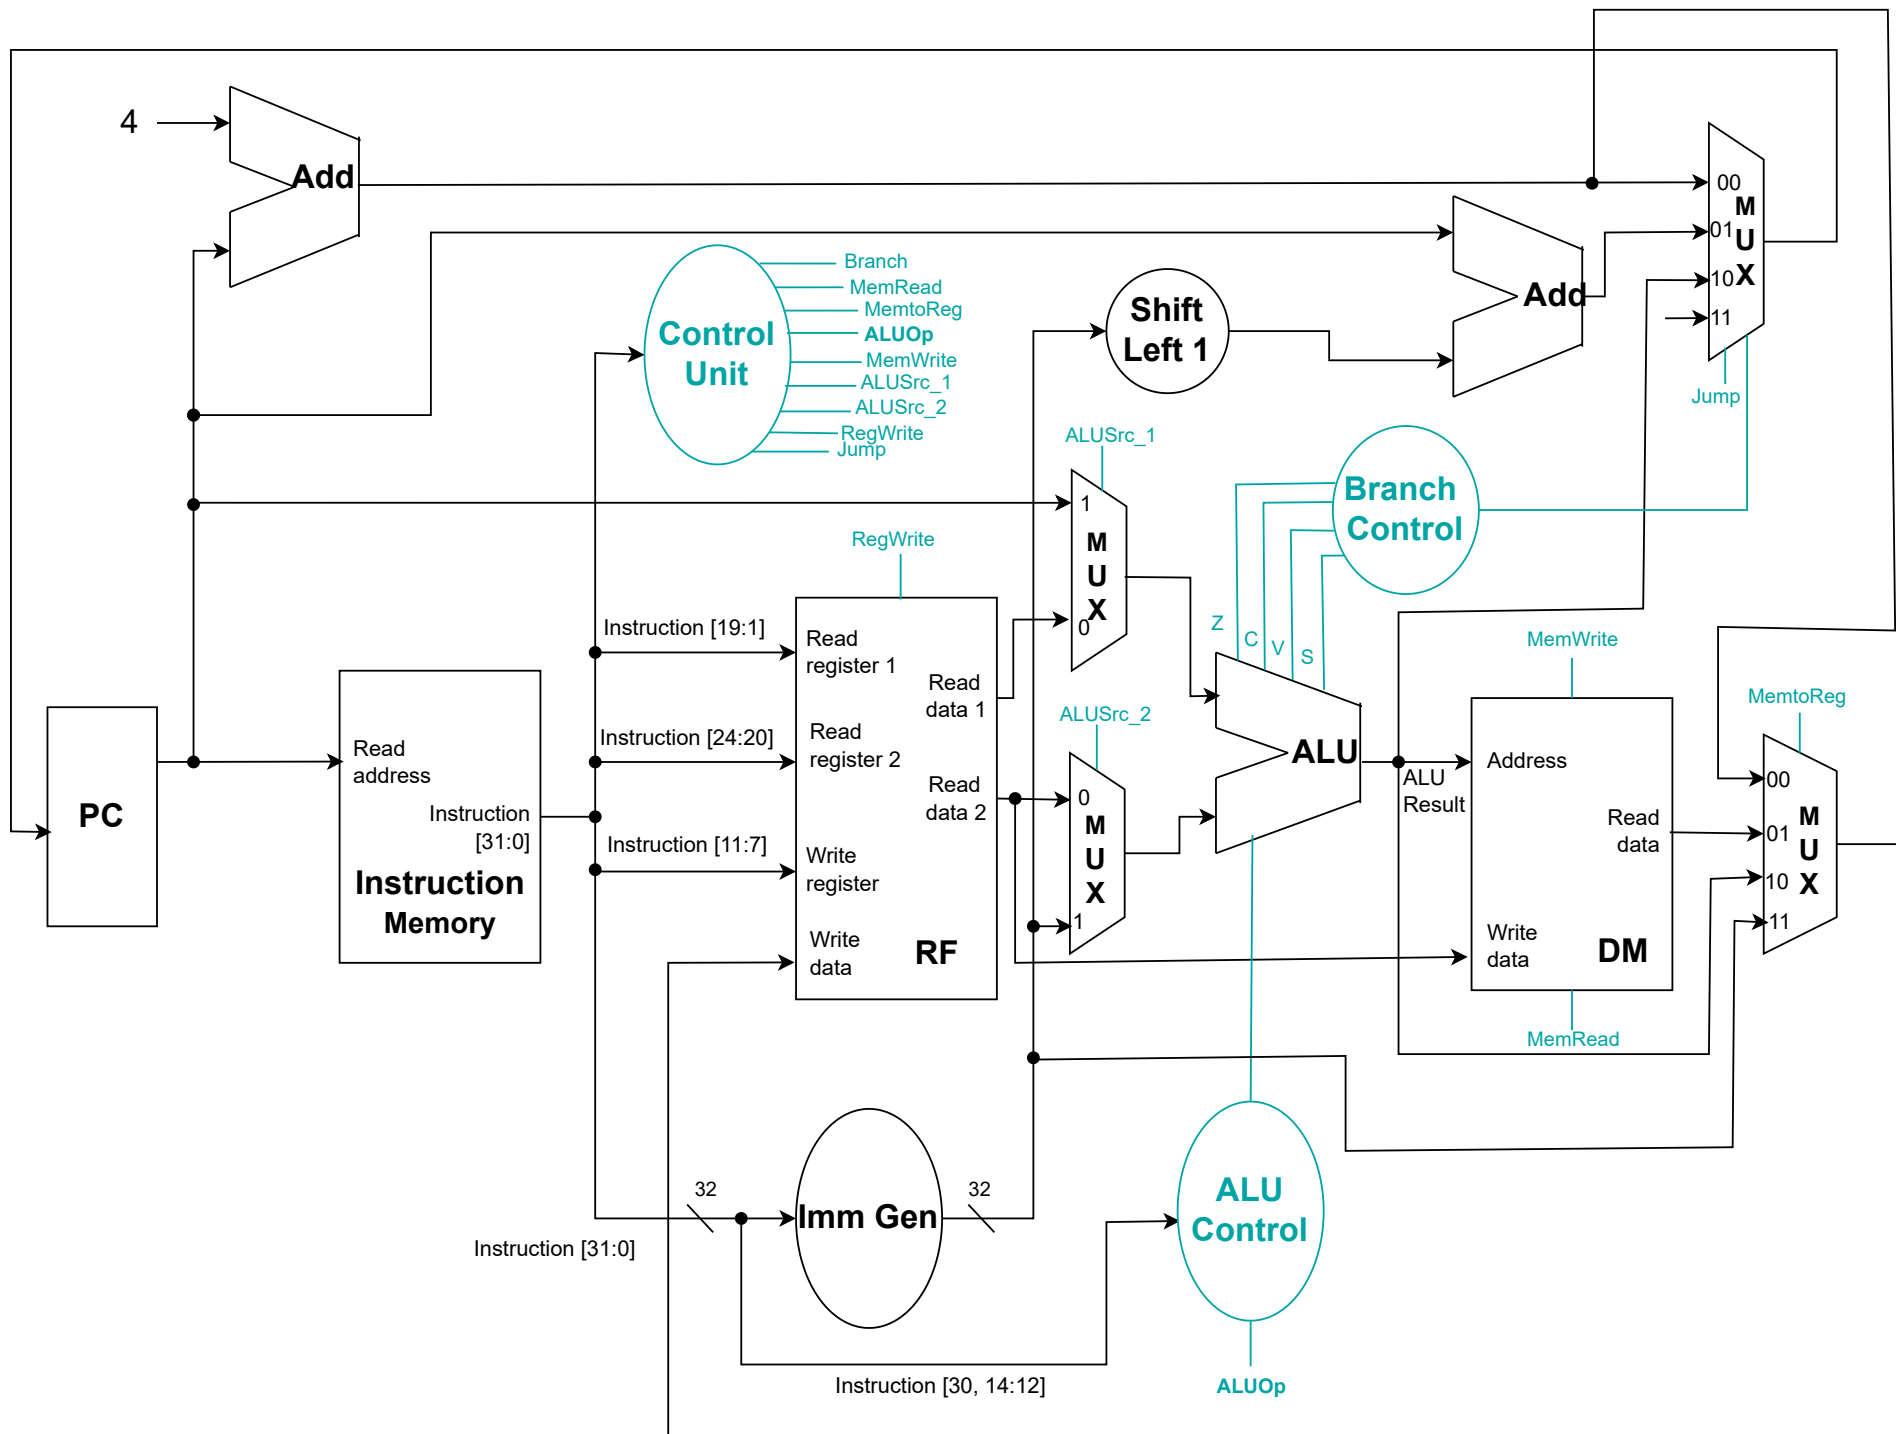 4
Add
00
M
01
U
10
X
11
Jump
Add
Shift
Left 1
Control
Unit
Branch
MemRead
MemtoReg
ALUOp
MemWrite
ALUSrc_1
ALUSrc_2
RegWrite
Jump
ALUSrc_1
1
M
U
X
0
Branch
Control
Z
C
V
S
RegWrite
Instruction [19:1]
Read
register 1
Read
data 1
Instruction [24:20]
Read
register 2
Read
data 2
Instruction [11:7]
Write
register
Write
data
RF
PC
Read
address
Instruction
[31:0]
Instruction
Memory
ALUSrc_2
0
M
U
X
1
ALU
ALU
Result
MemWrite
Address
Read
data
Write
data
DM
MemRead
MemtoReg
00
M
01
U
10
X
11
32
Imm Gen
32
Instruction [31:0]
ALU
Control
Instruction [30, 14:12]
ALUOp